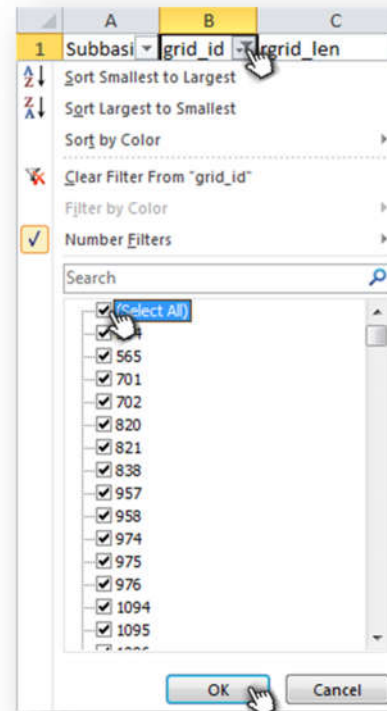 A B C
1 Subbasi grid_id rgrid_len
Sort Smallest to Largest
Sort Largest to Smallest
Sort by Color
Clear Filter From "grid_id"
Filter by Color
Number Filters
Search
(Select All)
565
701
702
820
821
838
957
958
974
975
976
1094
1095
OK Cancel